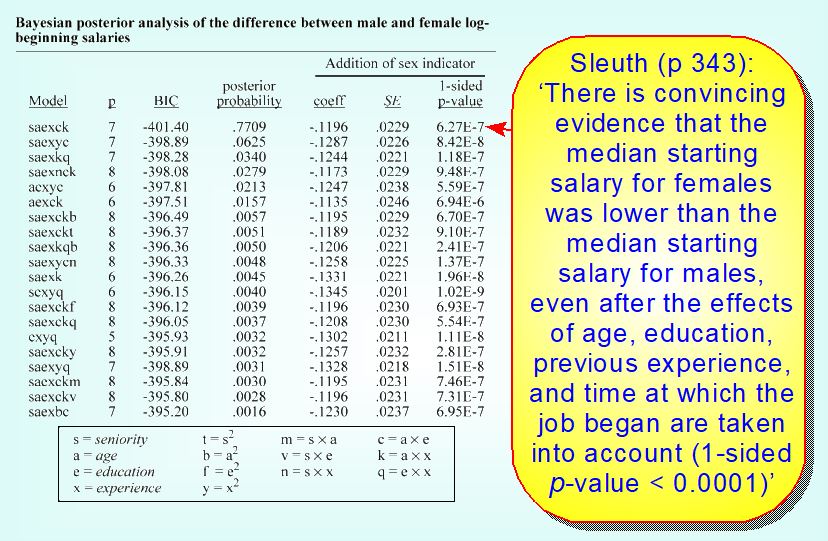 Bayesian posterior analysis of the difference between male and female log-
beginning salaries
Addition of sex indicator
posterior 1-sided
Model p BIC probability coeff SE p-value
saexck 7 -401.40 .7709 -.1196 .0229 6.27E-7
saexyc 7 -398.89 .0625 -.1287 .0226 8.42E-8
saexkq 7 -398.28 .0340 -.1244 .0221 1.18E-7
saexnck 8 -398.08 .0279 -.1173 .0229 9.48E-7
acxyc 6 -397.81 .0213 -.1247 .0238 5.59E-7
aexck 6 -397.51 .0157 -.1135 .0246 6.94E-6
saexckb 8 -396.49 .0057 -.1195 .0229 6.70E-7
saexckt 8 -396.37 .0051 -.1189 .0232 9.10E-7
saexkqb 8 -396.36 .0050 -.1206 .0221 2.41E-7
saexycn 8 -396.33 .0048 -.1258 .0225 1.37E-7
saexk 6 -396.26 .0045 -.1331 .0221 1.96E-8
scxyq 6 -396.15 .0040 -.1345 .0201 1.02E-9
saexckf 8 -396.12 .0039 -.1196 .0230 6.93E-7
saexckq 8 -396.05 .0037 -.1208 .0230 5.54E-7
cxyq 5 -395.93 .0032 -.1302 .0211 1.11E-8
saexcky 8 -395.91 .0032 -.1257 .0232 2.81E-7
saexyq 7 -398.89 .0031 -.1328 .0218 1.51E-8
saexckm 8 -395.84 .0030 -.1195 .0231 7.46E-7
saexckv 8 -395.80 .0028 -.1196 .0231 7.31E-7
saexbc 7 -395.20 .0016 -.1230 .0237 6.95E-7
s = seniority t = s² m = s x a c = a x e
a = age b = a² v = s x e k = a x x
e = education f = e² n = s x x q = e x x
x = experience y = x²
Sleuth (p 343):
‘There is convincing
evidence that the
median starting
salary for females
was lower than the
median starting
salary for males,
even after the effects
of age, education,
previous experience,
and time at which the
job began are taken
into account (1-sided
p-value < 0.0001)’